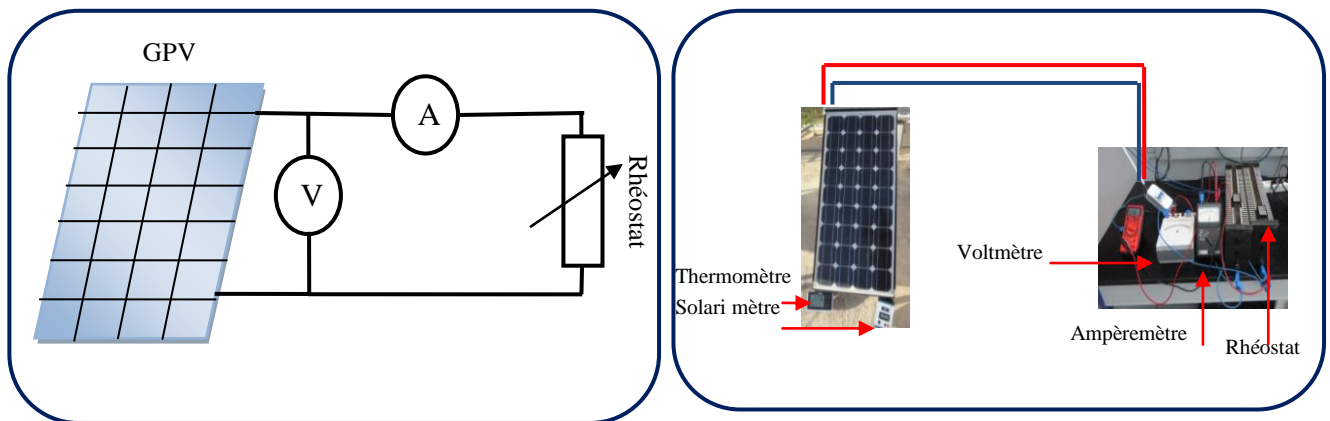 GPV
A
V
Rhéostat
Thermomètre
Solari mètre
Voltmètre
Ampèremètre
Rhéostat